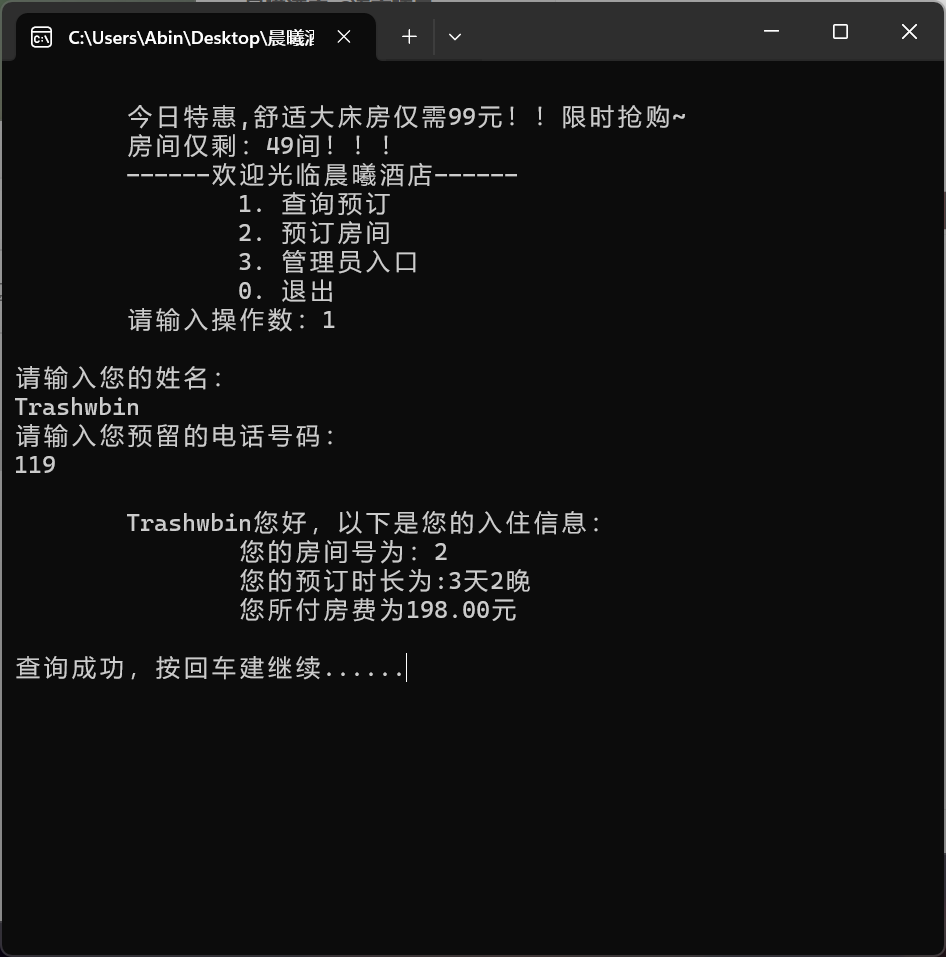 C:\Users\Abin\Desktop\晨曦酒
今日特惠,舒适大床房仅需99元！！限时抢购~
房间仅剩：49间！！！
------欢迎光临晨曦酒店------
1. 查询预订
2. 预订房间
3. 管理员入口
0. 退出
请输入操作数：1
请输入您的姓名：
Trashwbin
请输入您预留的电话号码：
119
Trashwbin您好，以下是您的入住信息：
您的房间号为：2
您的预订时长为:3天2晚
您所付房费为198.00元
查询成功，按回车建继续......